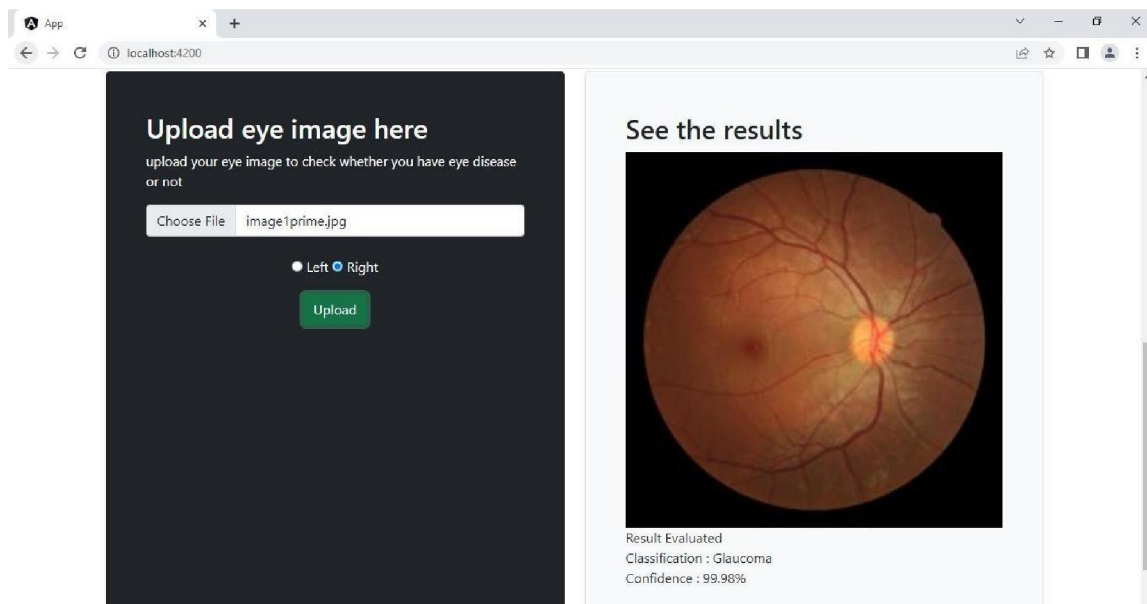 App
localhost:4200
Upload eye image here
upload your eye image to check whether you have eye disease
or not
Choose File image1prime.jpg
Left Right
Upload
See the results
Result Evaluated
Classification : Glaucoma
Confidence : 99.98%